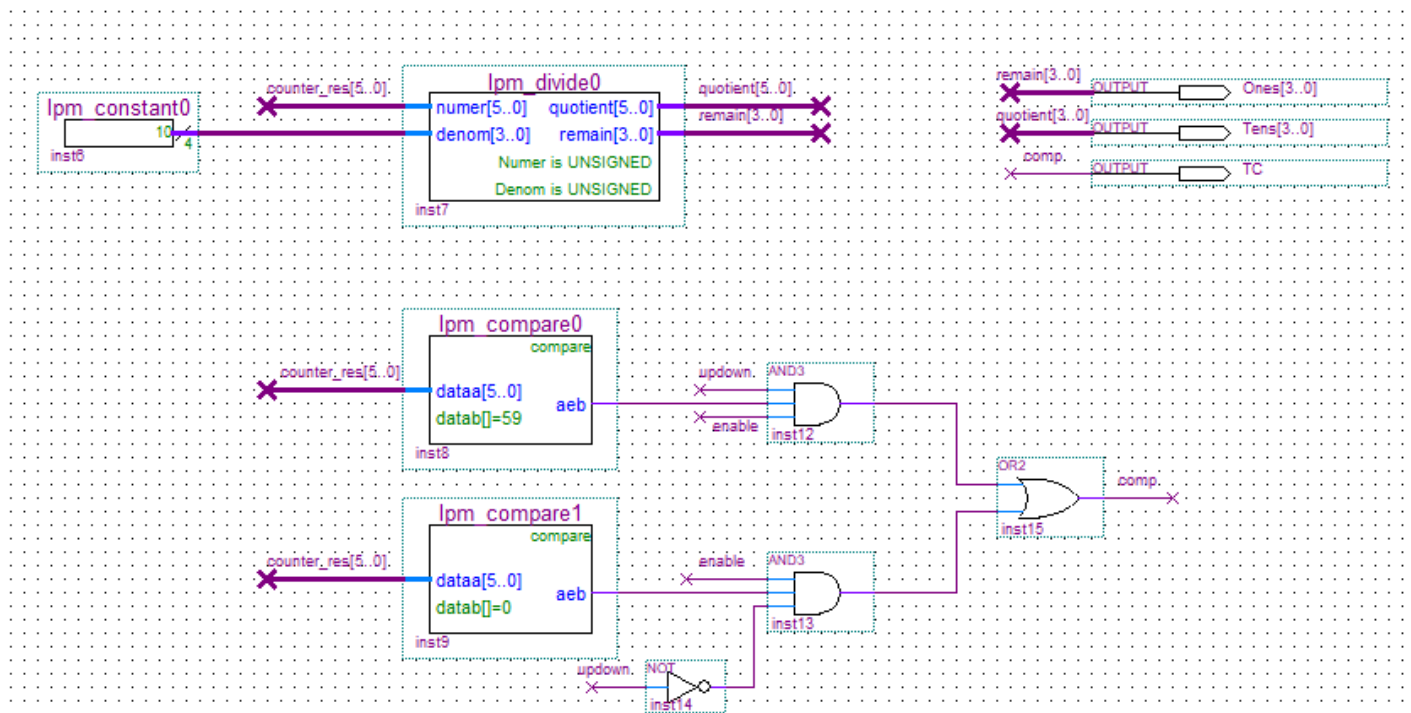 lpm_constant0
10
4
inst6
counter_res[5..0]
lpm_divide0
numer[5..0] quotient[5..0]
denom[3..0] remain[3..0]
Numer is UNSIGNED
Denom is UNSIGNED
inst7
quotient[5..0]
remain[3..0]
remain[3..0]
OUTPUT Ones[3..0]
quotient[3..0]
OUTPUT Tens[3..0]
comp
OUTPUT TC
lpm_compare0
compare
counter_res[5..0]
dataa[5..0]
aeb
datab[]=59
inst8
updown
AND3
enable
inst12
OR2
comp
inst15
lpm_compare1
compare
counter_res[5..0]
dataa[5..0]
aeb
datab[]=0
inst9
enable
AND3
inst13
updown
NOT
inst14